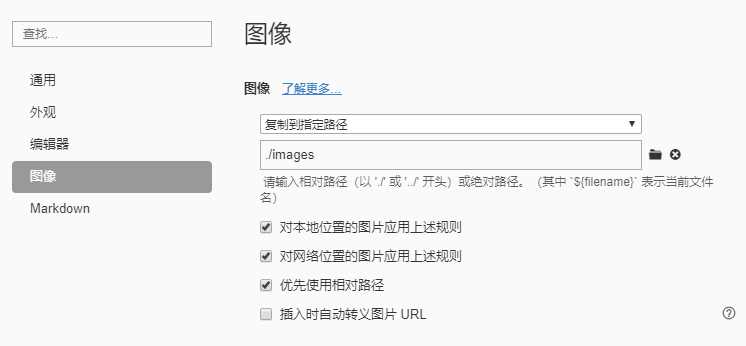 查找...
图像
通用
外观
编辑器
图像
Markdown
图像 了解更多...
复制到指定路径
./images
请输入相对路径（以 './' 或 '../' 开头）或绝对路径。（其中 `${filename}` 表示当前文件
名）
对本地位置的图片应用上述规则
对网络位置的图片应用上述规则
优先使用相对路径
插入时自动转义图片 URL